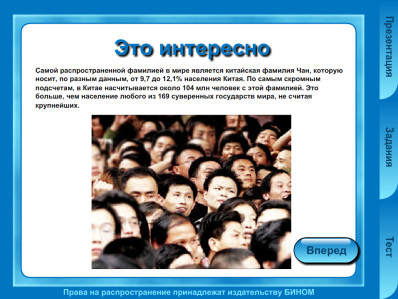 Это интересно
Самой распространенной фамилией в мире является китайская фамилия Чан, которую
носит, по разным данным, от 9,7 до 12,1% населения Китая. По самым скромным
подсчетам, в Китае насчитывается около 104 млн человек с этой фамилией. Это
больше, чем население любого из 169 суверенных государств мира, не считая
крупнейших.
Вперед
Права на распространение принадлежат издательству БИНОМ
Презентация
Задания
Тест